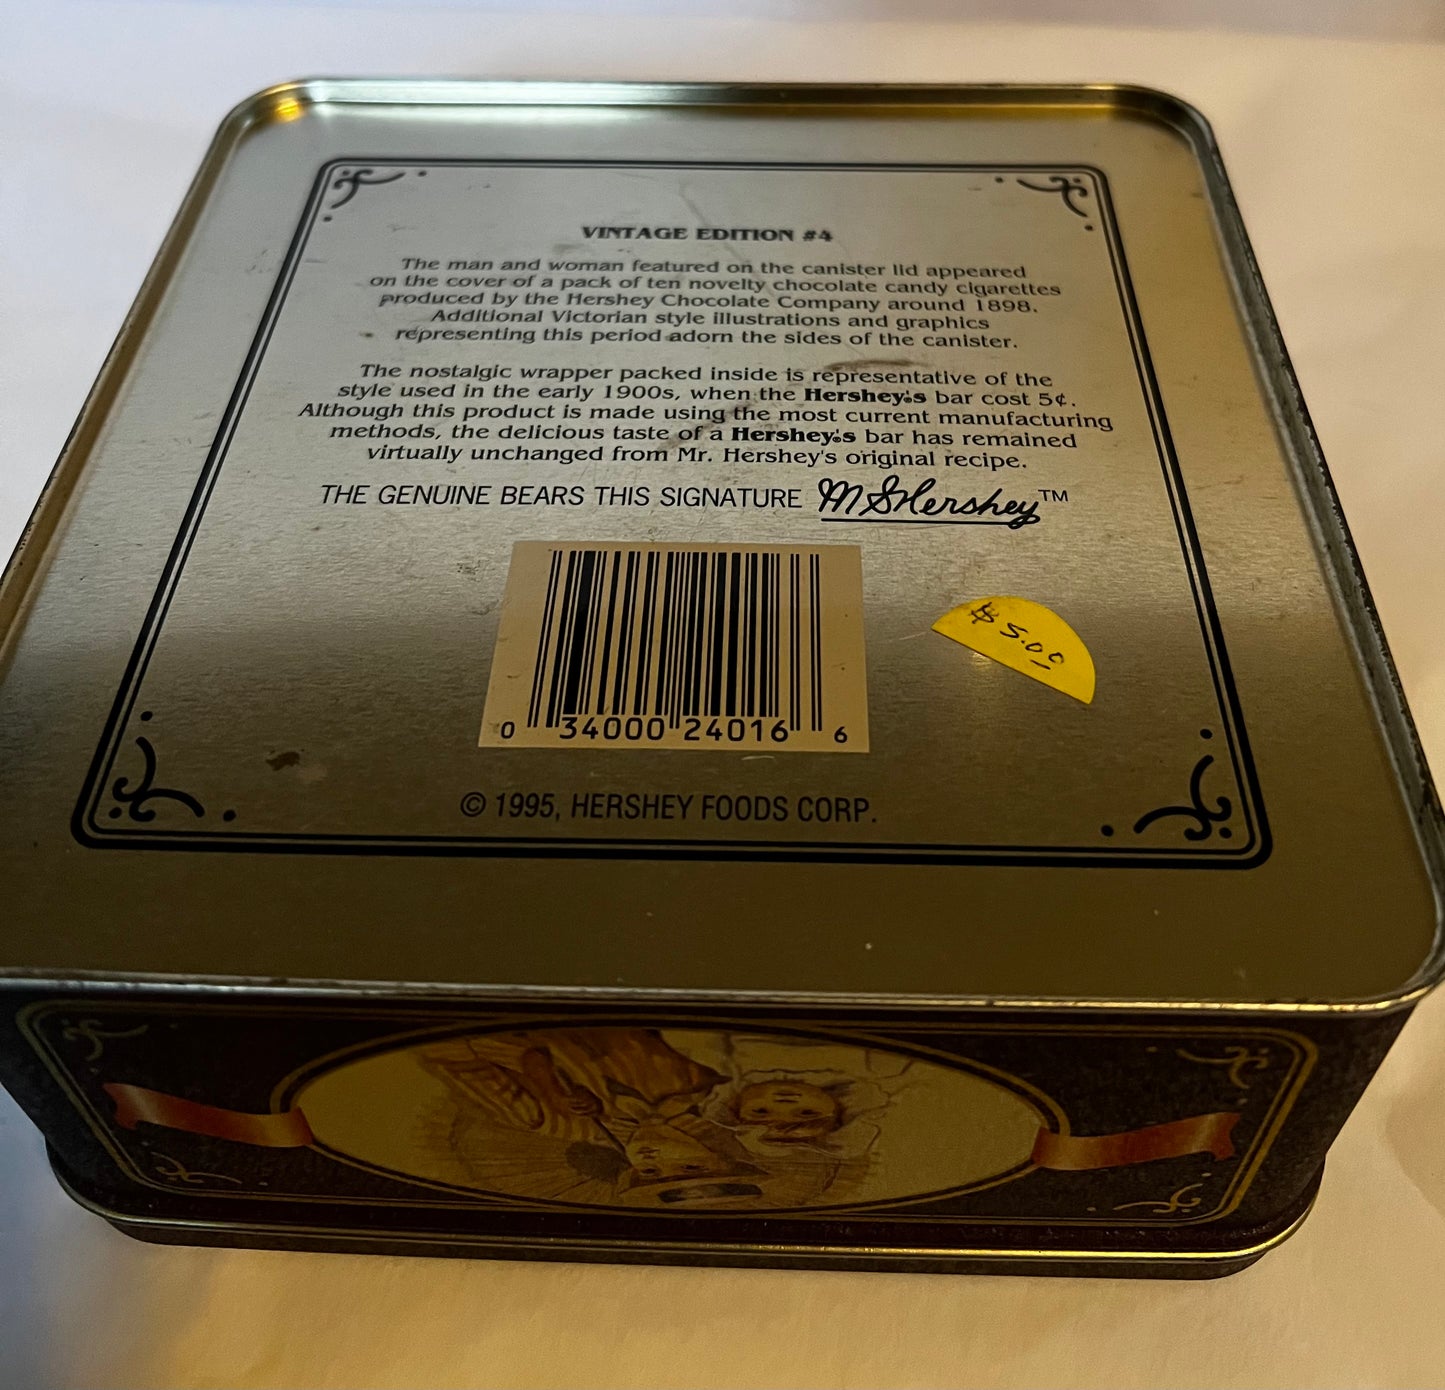 VINTAGE EDITION #4
The man and woman featured on the canister lid appeared
on the cover of a pack of ten novelty chocolate candy cigarettes
produced by the Hershey Chocolate Company around 1898.
Additional Victorian style illustrations and graphics
representing this period adorn the sides of the canister.
The nostalgic wrapper packed inside is representative of the
style used in the early 1900s, when the Hershey's bar cost 5¢.
Although this product is made using the most current manufacturing
methods, the delicious taste of a Hershey's bar has remained
virtually unchanged from Mr. Hershey's original recipe.
THE GENUINE BEARS THIS SIGNATURE M S Hershey™
$5.00
0 34000 24016 6
© 1995, HERSHEY FOODS CORP.